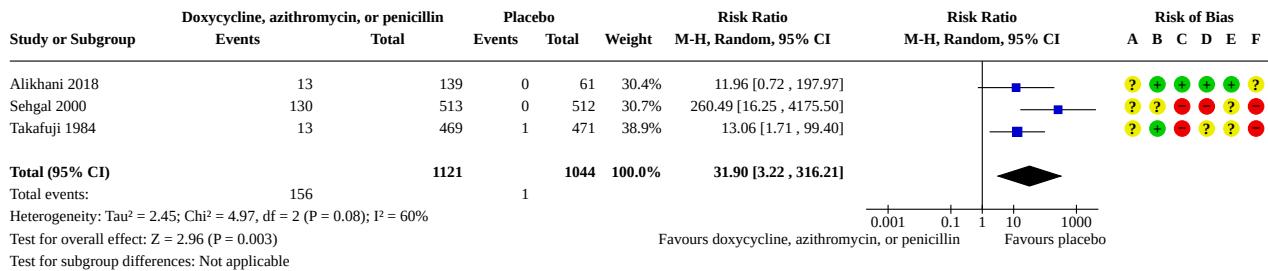 Doxycycline, azithromycin, or penicillin Placebo Risk Ratio Risk Ratio Risk of Bias
Study or Subgroup Events Total Events Total Weight M-H, Random, 95% CI M-H, Random, 95% CI A B C D E F
Alikhani 2018 13 139 0 61 30.4% 11.96 [0.72 , 197.97] ? + + + + ?
Sehgal 2000 130 513 0 512 30.7% 260.49 [16.25 , 4175.50] ? ? − − ? −
Takafuji 1984 13 469 1 471 38.9% 13.06 [1.71 , 99.40] ? + − ? ? −
Total (95% CI) 1121 1044 100.0% 31.90 [3.22 , 316.21]
Total events: 156 1
Heterogeneity: Tau² = 2.45; Chi² = 4.97, df = 2 (P = 0.08); I² = 60%
0.001 0.1 1 10 1000
Test for overall effect: Z = 2.96 (P = 0.003) Favours doxycycline, azithromycin, or penicillin Favours placebo
Test for subgroup differences: Not applicable